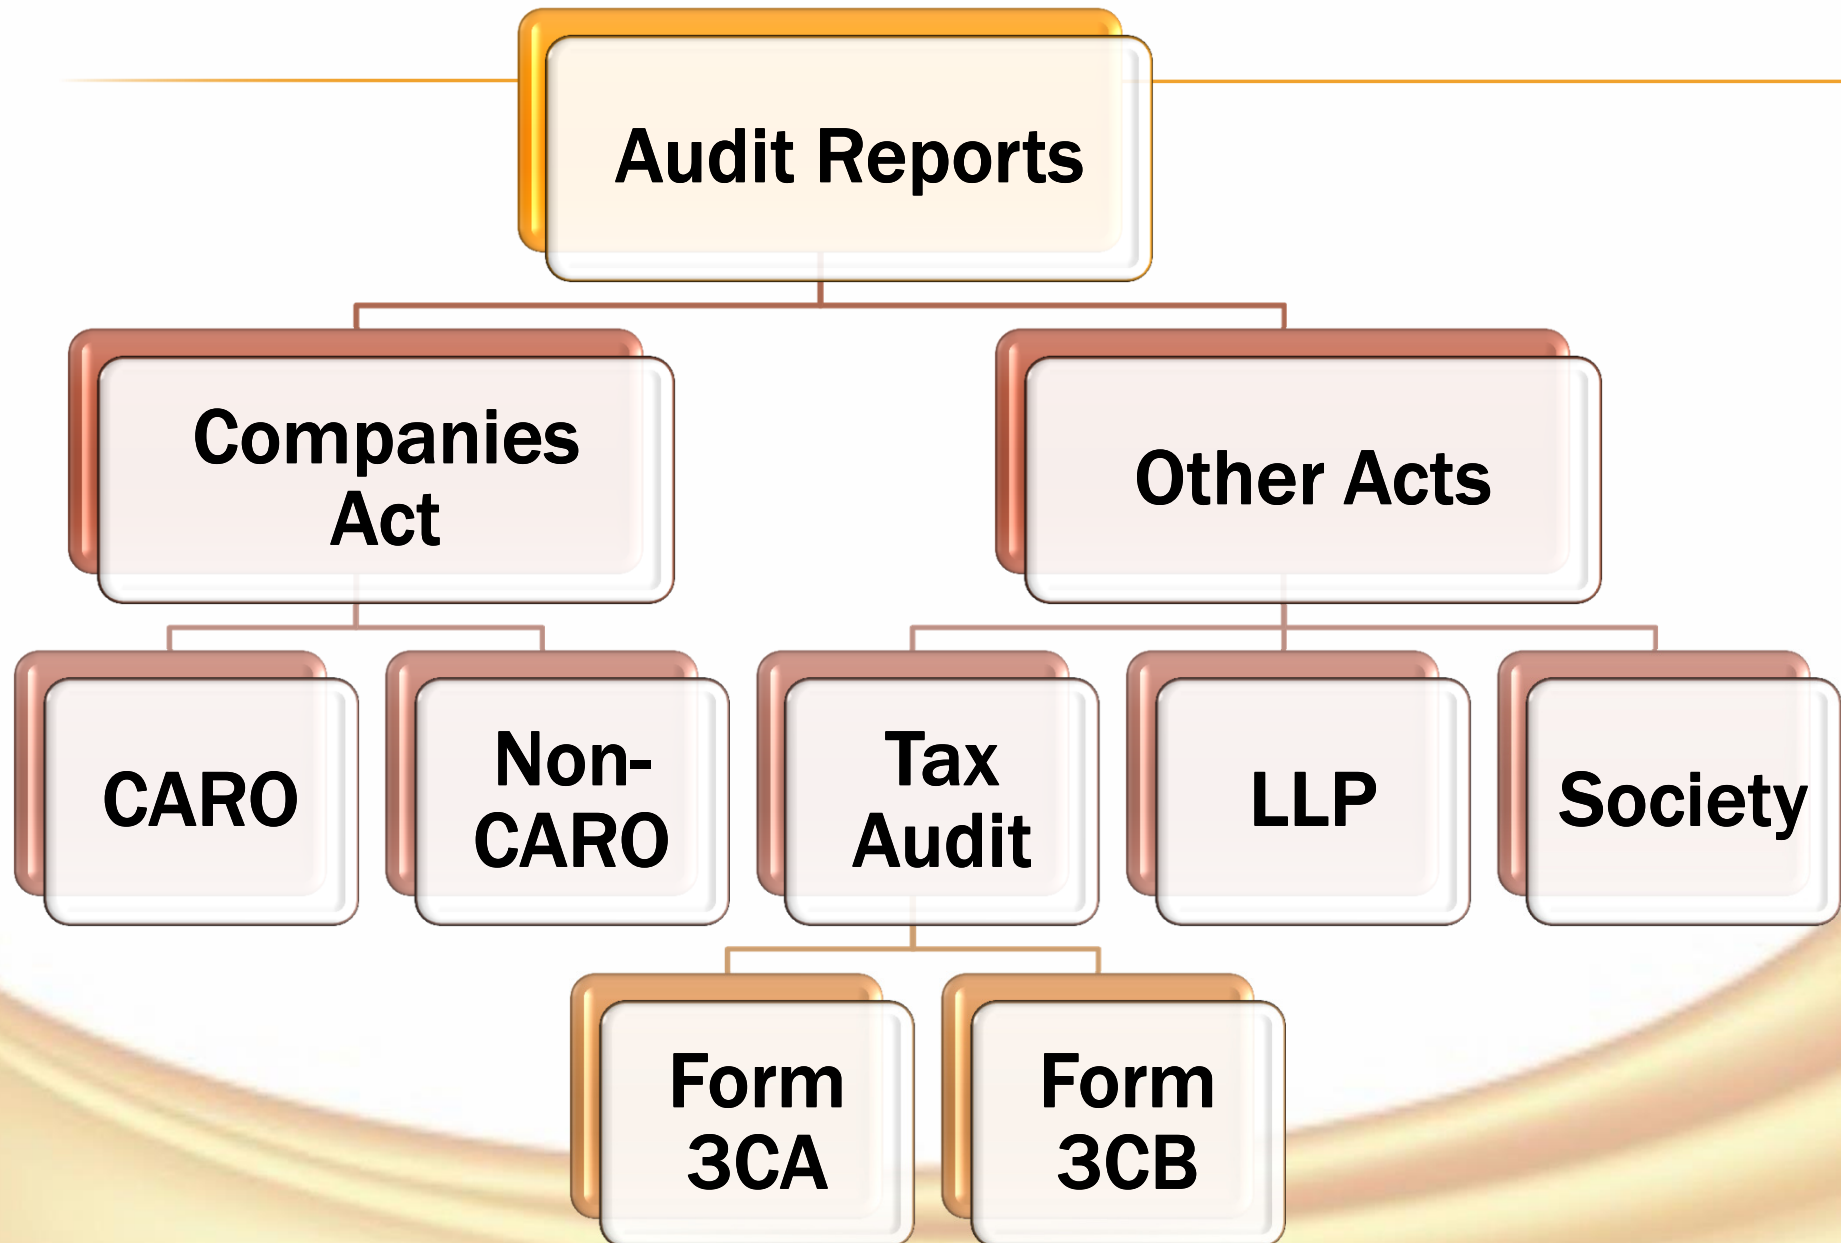 Audit Reports
Companies
Act
Other Acts
CARO
Non-
CARO
Tax
Audit
LLP
Society
Form
3CA
Form
3CB